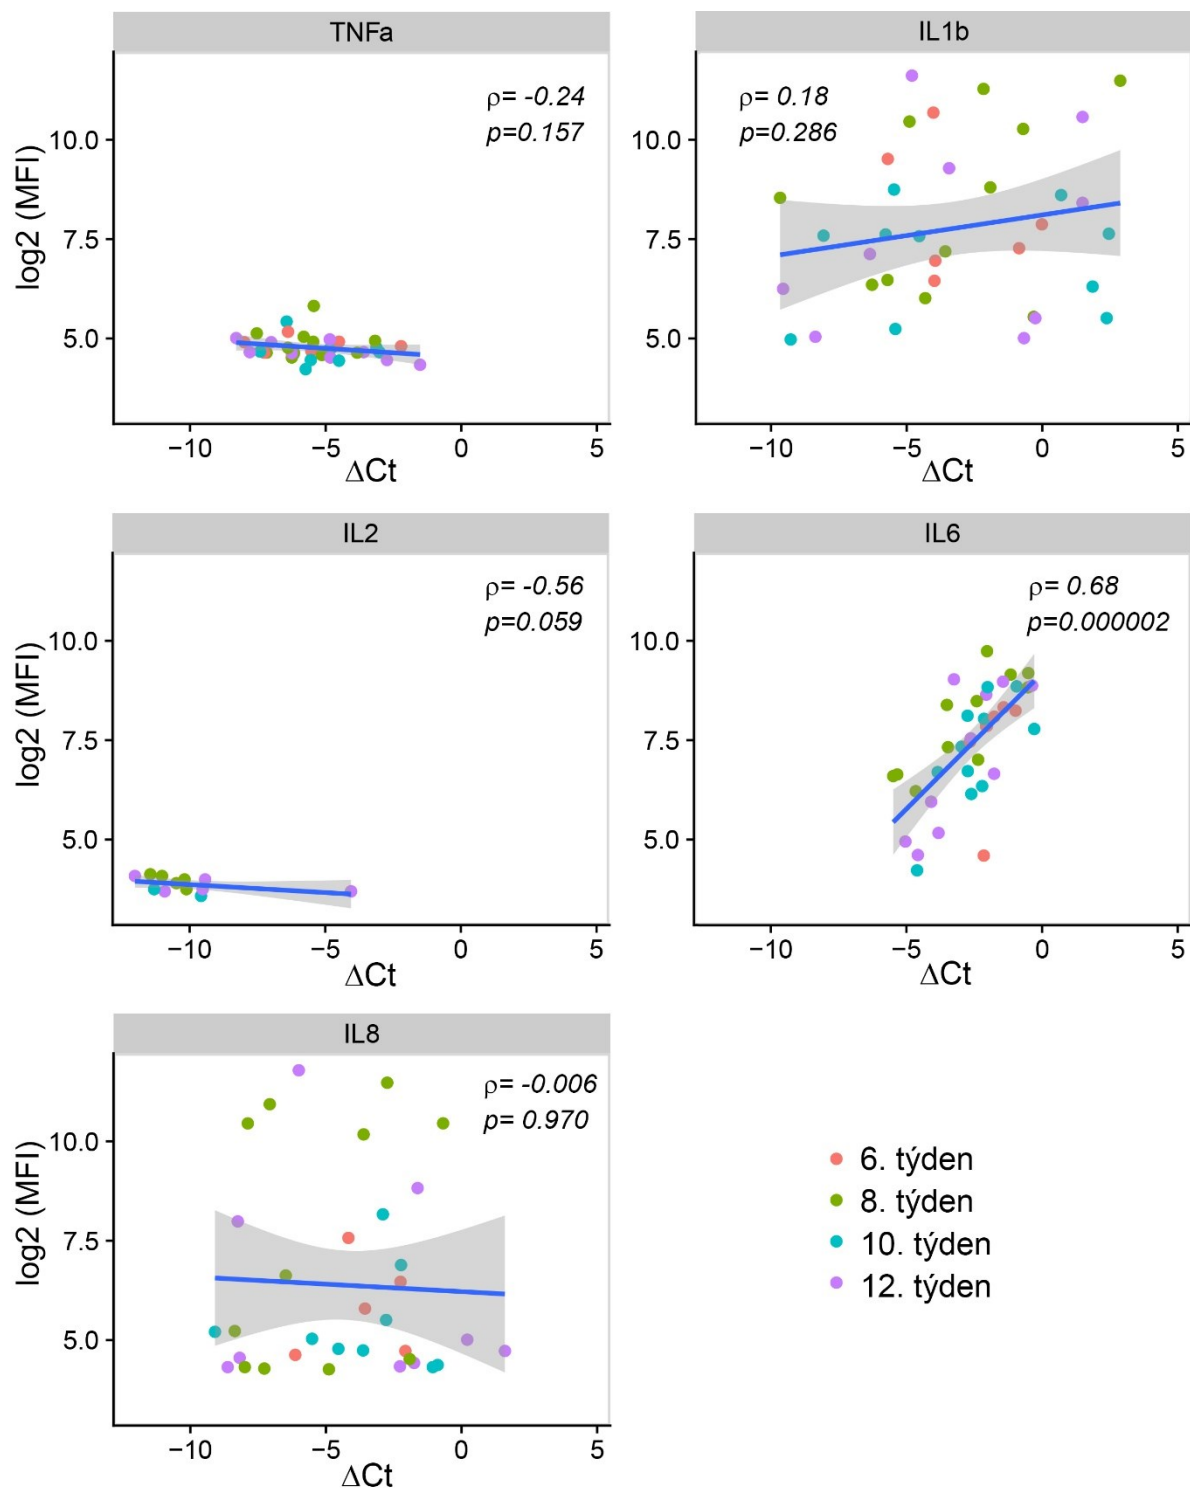 TNFa
ρ= -0.24
p=0.157
log2 (MFI)
10.0
7.5
5.0
−10 −5 0 5
ΔCt
IL1b
ρ= 0.18
p=0.286
10.0
7.5
5.0
−10 −5 0 5
ΔCt
IL2
ρ= -0.56
p=0.059
log2 (MFI)
10.0
7.5
5.0
−10 −5 0 5
ΔCt
IL6
ρ= 0.68
p=0.000002
10.0
7.5
5.0
−10 −5 0 5
ΔCt
IL8
ρ= -0.006
p= 0.970
log2 (MFI)
10.0
7.5
5.0
−10 −5 0 5
ΔCt
6. týden
8. týden
10. týden
12. týden